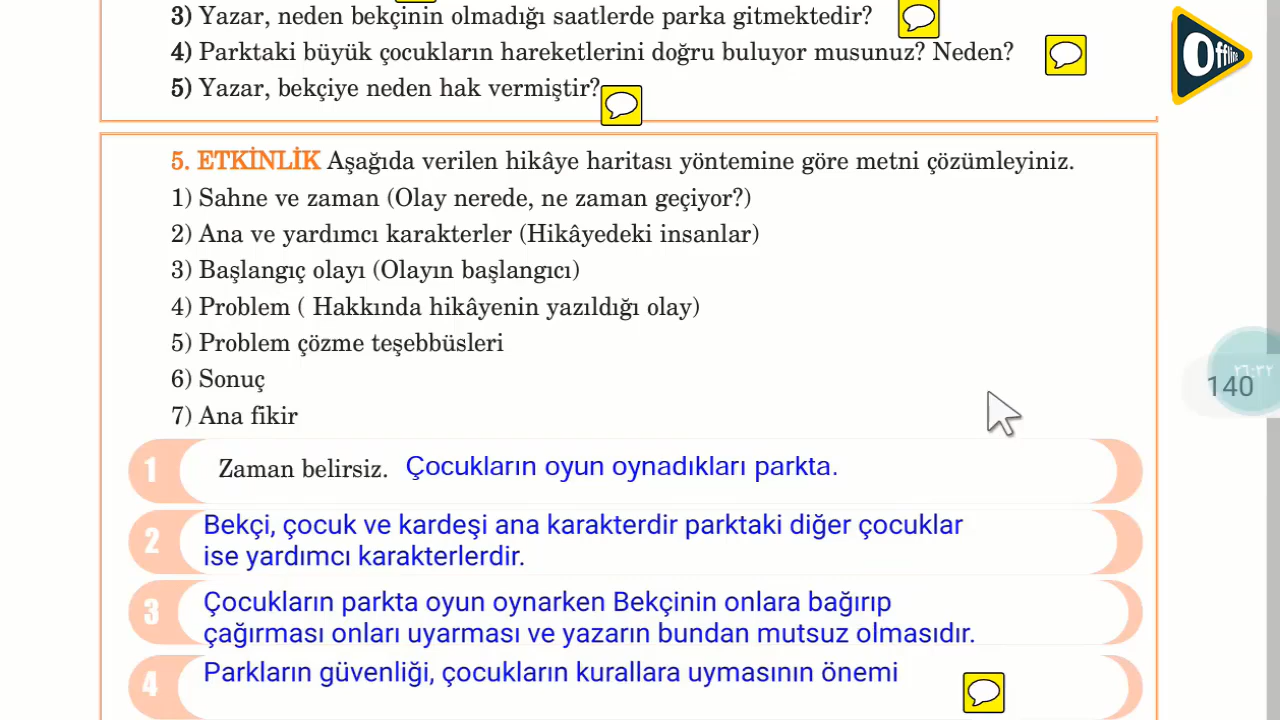 3) Yazar, neden bekçinin olmadığı saatlerde parka gitmektedir?
4) Parktaki büyük çocukların hareketlerini doğru buluyor musunuz? Neden?
5) Yazar, bekçiye neden hak vermiştir?
Offline
5. ETKİNLİK Aşağıda verilen hikâye haritası yöntemine göre metni çözümleyiniz.
1) Sahne ve zaman (Olay nerede, ne zaman geçiyor?)
2) Ana ve yardımcı karakterler (Hikâyedeki insanlar)
3) Başlangıç olayı (Olayın başlangıcı)
4) Problem ( Hakkında hikâyenin yazıldığı olay)
5) Problem çözme teşebbüsleri
6) Sonuç
7) Ana fikir
٢٦:٣٢
140
1 Zaman belirsiz. Çocukların oyun oynadıkları parkta.
2 Bekçi, çocuk ve kardeşi ana karakterdir parktaki diğer çocuklar
ise yardımcı karakterlerdir.
3 Çocukların parkta oyun oynarken Bekçinin onlara bağırıp
çağırması onları uyarması ve yazarın bundan mutsuz olmasıdır.
4 Parkların güvenliği, çocukların kurallara uymasının önemi